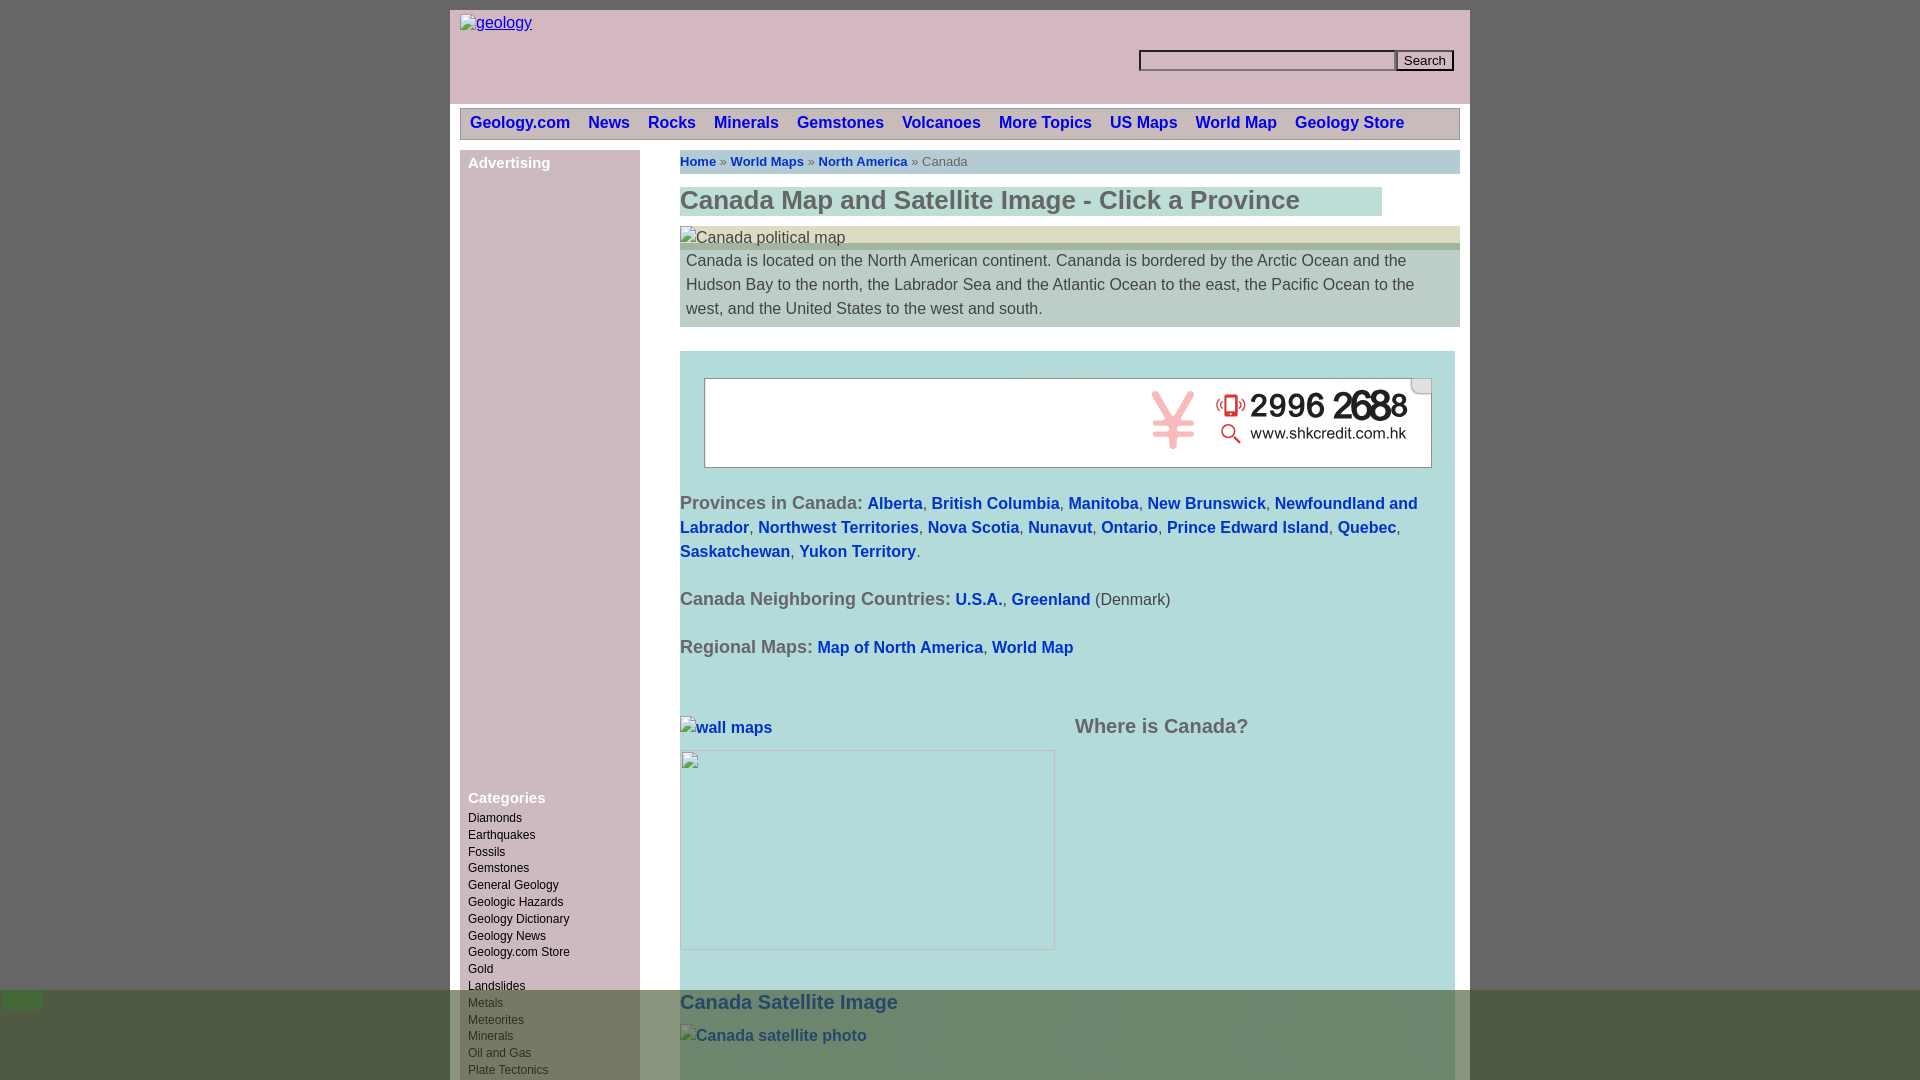 geology
Search
Geology.com News Rocks Minerals Gemstones Volcanoes More Topics US Maps World Map Geology Store
Advertising
Home » World Maps » North America » Canada
Canada Map and Satellite Image - Click a Province
Canada political map
Canada is located on the North American continent. Cananda is bordered by the Arctic Ocean and the
Hudson Bay to the north, the Labrador Sea and the Atlantic Ocean to the east, the Pacific Ocean to the
west, and the United States to the west and south.
¥ 2996 2688
www.shkcredit.com.hk
Provinces in Canada: Alberta, British Columbia, Manitoba, New Brunswick, Newfoundland and
Labrador, Northwest Territories, Nova Scotia, Nunavut, Ontario, Prince Edward Island, Quebec,
Saskatchewan, Yukon Territory.
Canada Neighboring Countries: U.S.A., Greenland (Denmark)
Regional Maps: Map of North America, World Map
wall maps
Where is Canada?
Categories
Diamonds
Earthquakes
Fossils
Gemstones
General Geology
Geologic Hazards
Geology Dictionary
Geology News
Geology.com Store
Gold
Landslides
Metals
Meteorites
Minerals
Oil and Gas
Plate Tectonics
Canada Satellite Image
Canada satellite photo